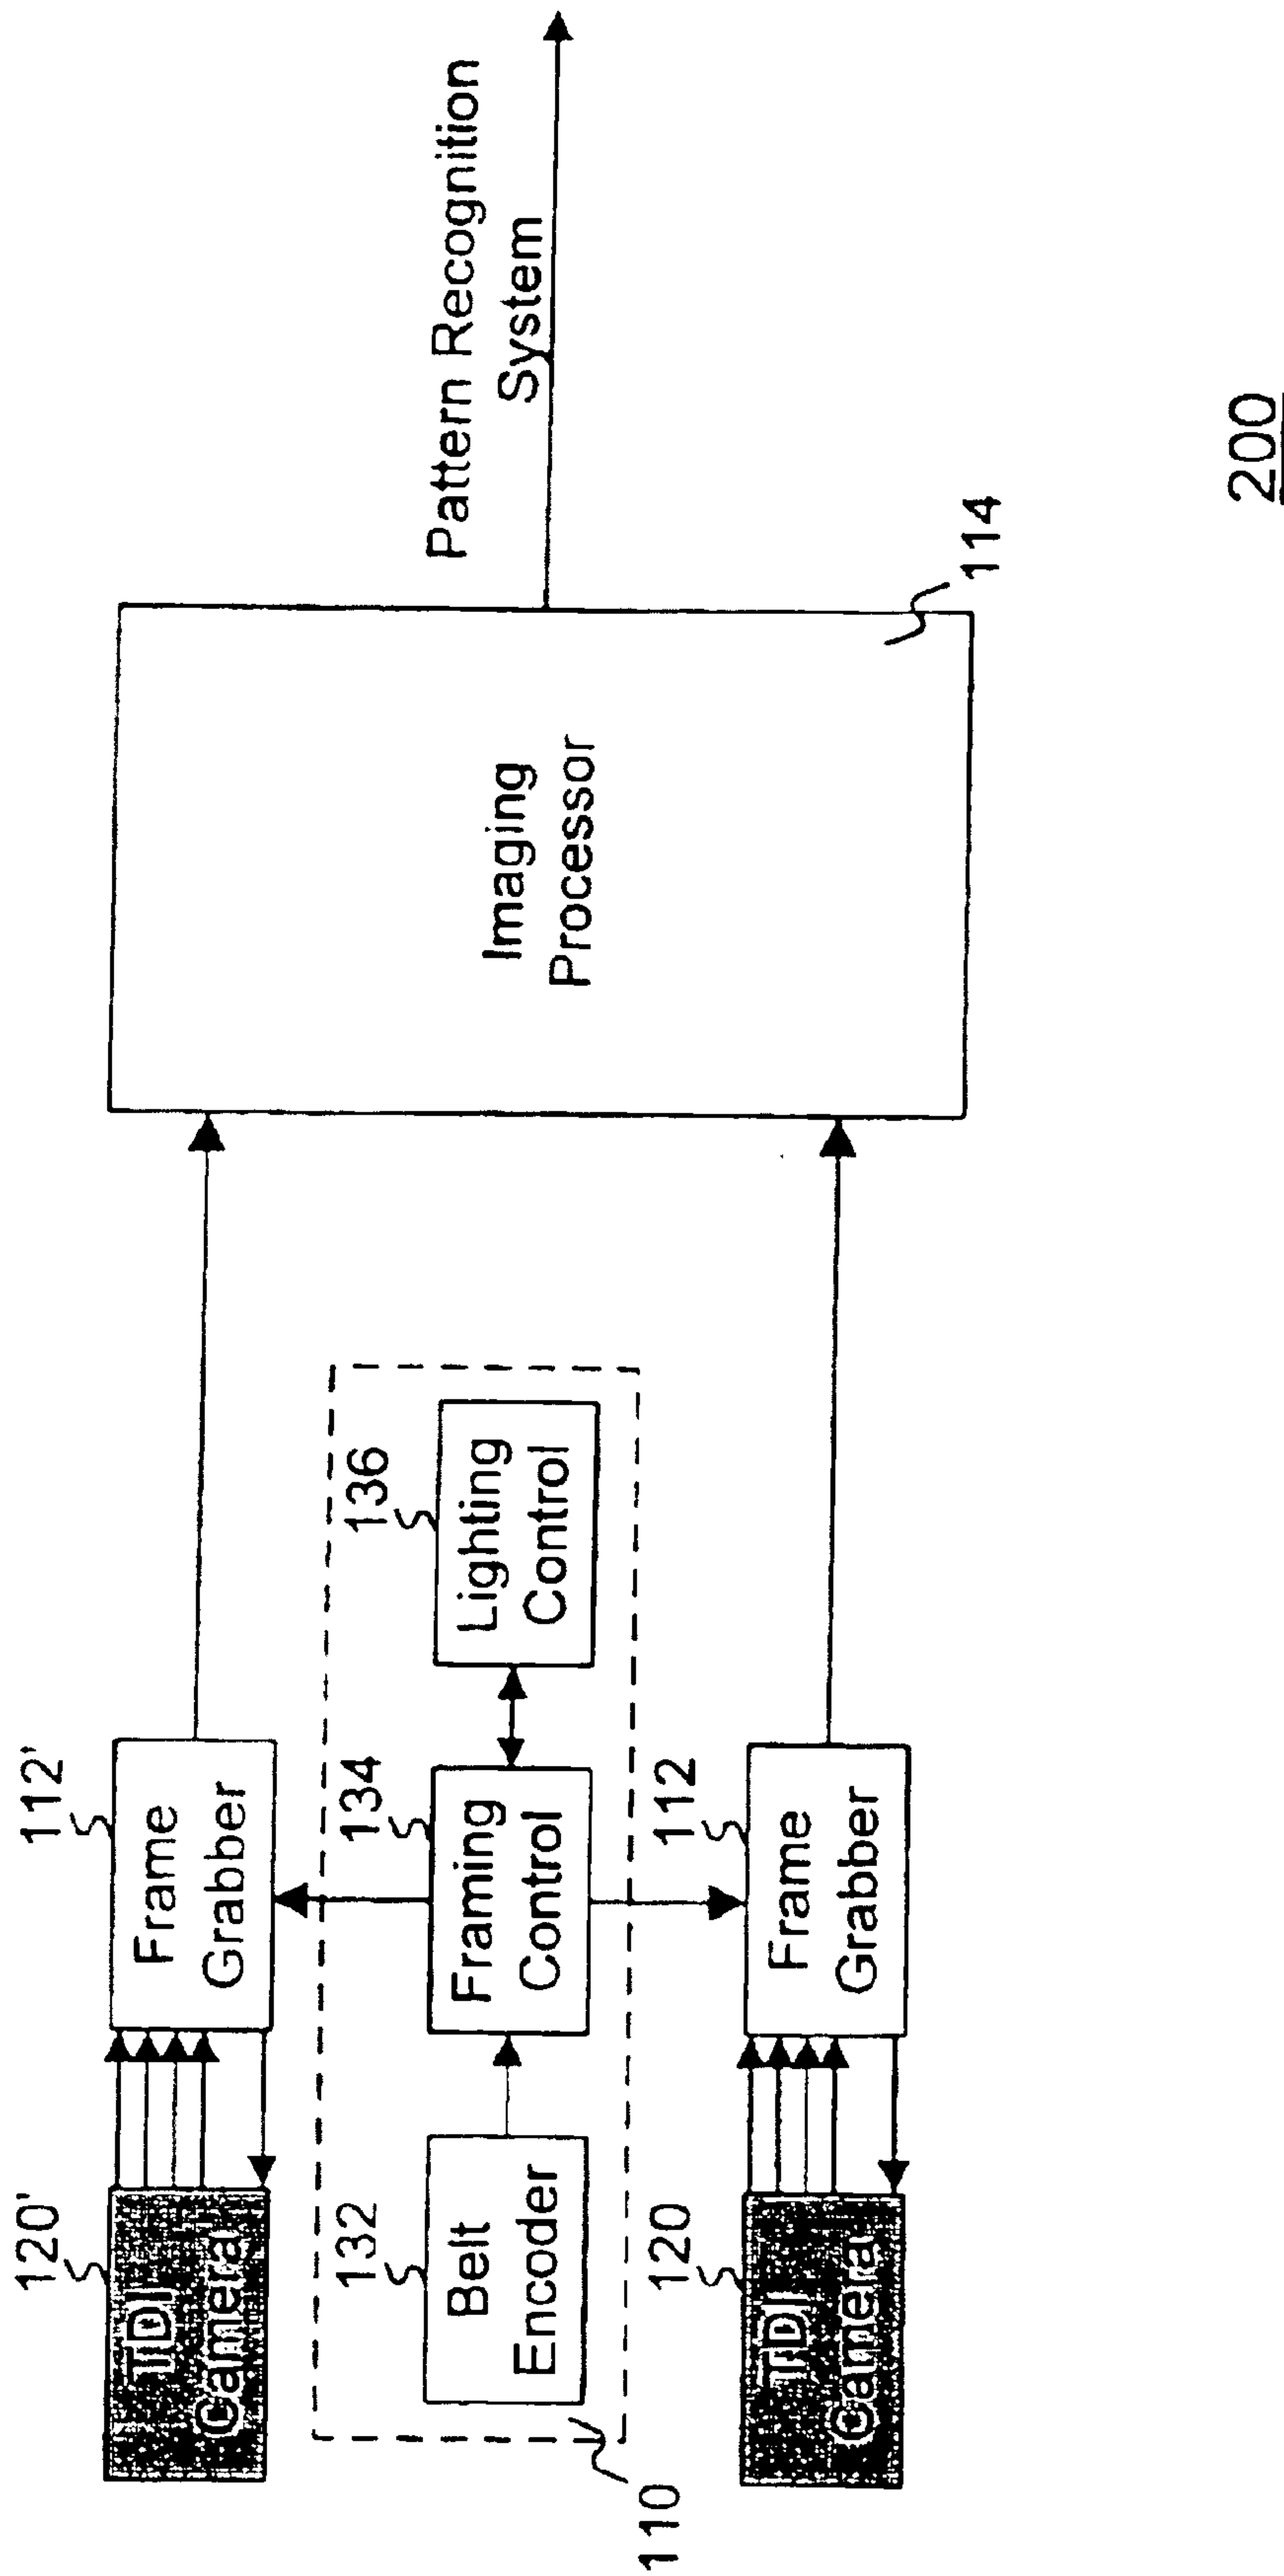 120'
TDI
Camera
112'
Frame
Grabber
132
Belt
Encoder
134
Framing
Control
136
Lighting
Control
110
120
TDI
Camera
112
Frame
Grabber
Imaging
Processor
114
Pattern Recognition
System
200